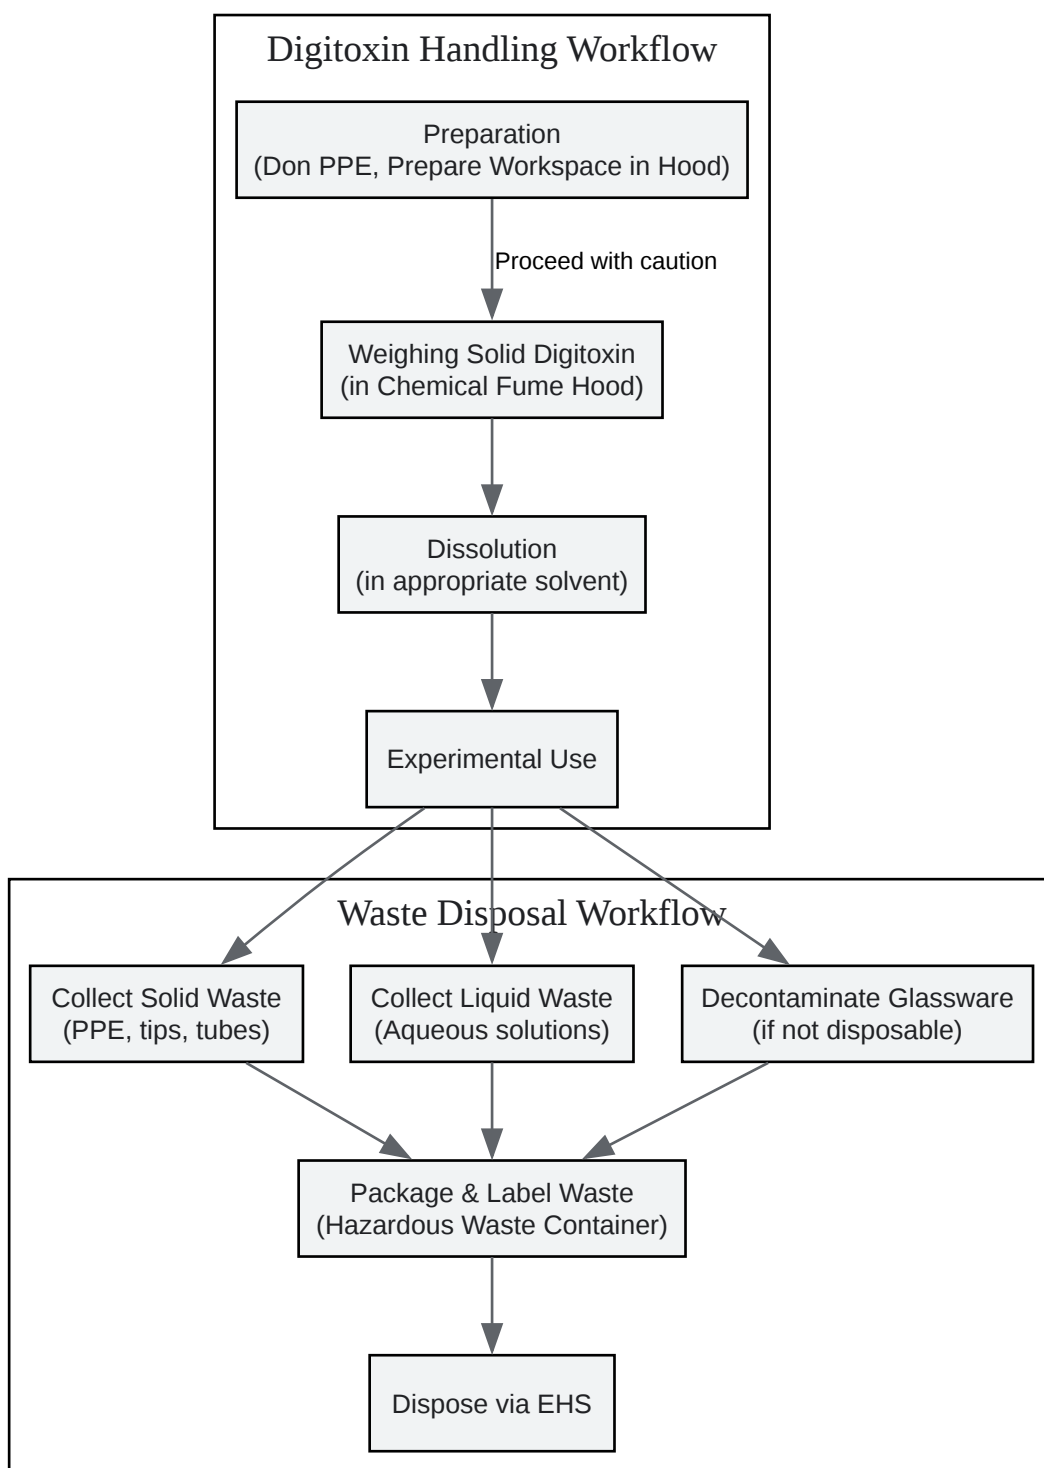 Digitoxin Handling Workflow
Preparation
(Don PPE, Prepare Workspace in Hood)
Proceed with caution
Weighing Solid Digitoxin
(in Chemical Fume Hood)
Dissolution
(in appropriate solvent)
Experimental Use
Waste Disposal Workflow
Collect Solid Waste
(PPE, tips, tubes)
Collect Liquid Waste
(Aqueous solutions)
Decontaminate Glassware
(if not disposable)
Package & Label Waste
(Hazardous Waste Container)
Dispose via EHS